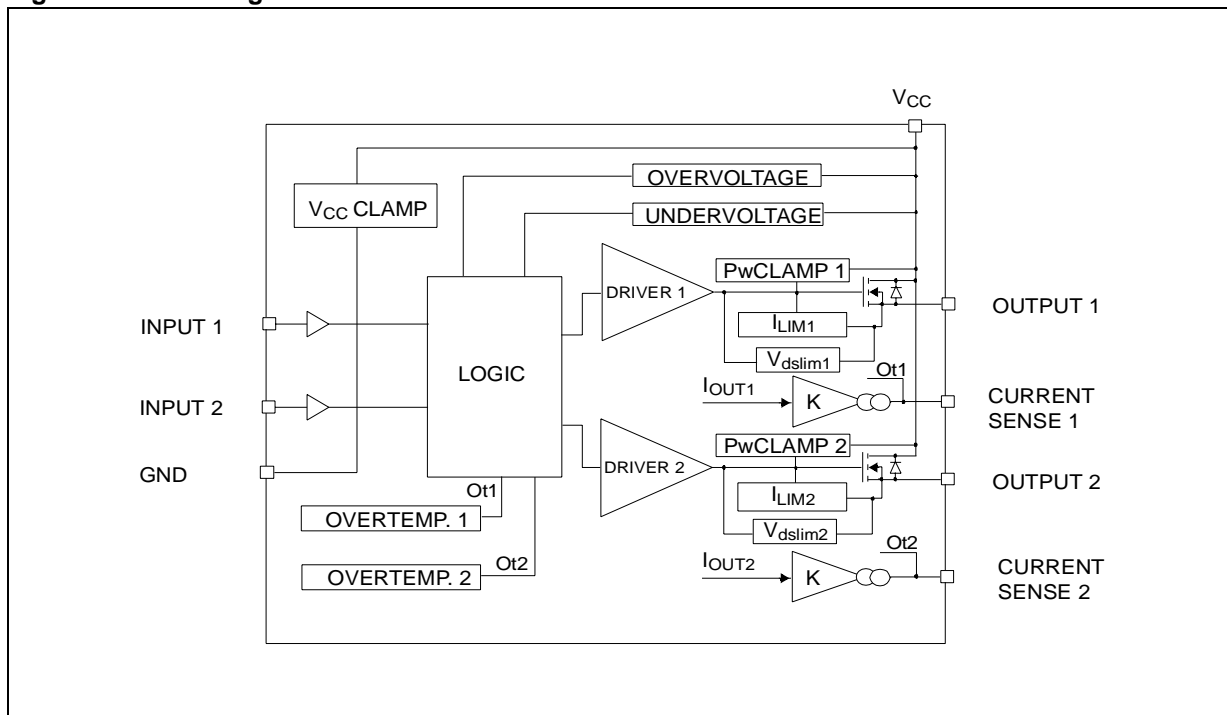 V_CC
OVERVOLTAGE
V_CC CLAMP
UNDERVOLTAGE
PwCLAMP 1
DRIVER 1
OUTPUT 1
INPUT 1
I_LIM1
V_dslim1
LOGIC
Ot1
I_OUT1
K
CURRENT
SENSE 1
INPUT 2
PwCLAMP 2
DRIVER 2
GND
OUTPUT 2
Ot1
I_LIM2
OVERTEMP. 1
V_dslim2
Ot2
Ot2
I_OUT2
OVERTEMP. 2
K
CURRENT
SENSE 2